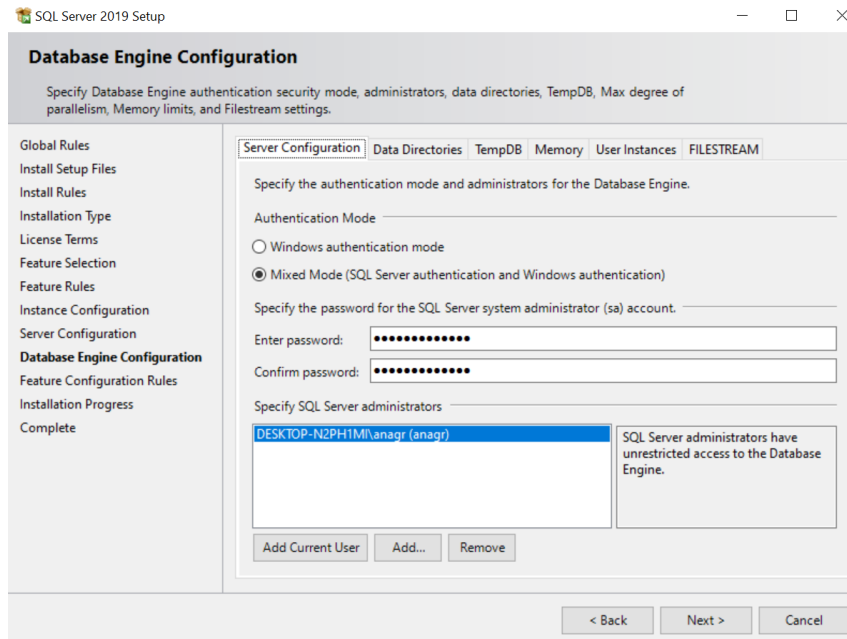 SQL Server 2019 Setup
Database Engine Configuration
Specify Database Engine authentication security mode, administrators, data directories, TempDB, Max degree of
parallelism, Memory limits, and Filestream settings.
Global Rules
Install Setup Files
Install Rules
Installation Type
License Terms
Feature Selection
Feature Rules
Instance Configuration
Server Configuration
Database Engine Configuration
Feature Configuration Rules
Installation Progress
Complete
Server Configuration Data Directories TempDB Memory User Instances FILESTREAM
Specify the authentication mode and administrators for the Database Engine.
Authentication Mode
Windows authentication mode
Mixed Mode (SQL Server authentication and Windows authentication)
Specify the password for the SQL Server system administrator (sa) account.
Enter password: ●●●●●●●●●●●●●
Confirm password: ●●●●●●●●●●●●●
Specify SQL Server administrators
DESKTOP-N2PH1MI\anagr (anagr)
SQL Server administrators have
unrestricted access to the Database
Engine.
Add Current User Add... Remove
< Back Next > Cancel